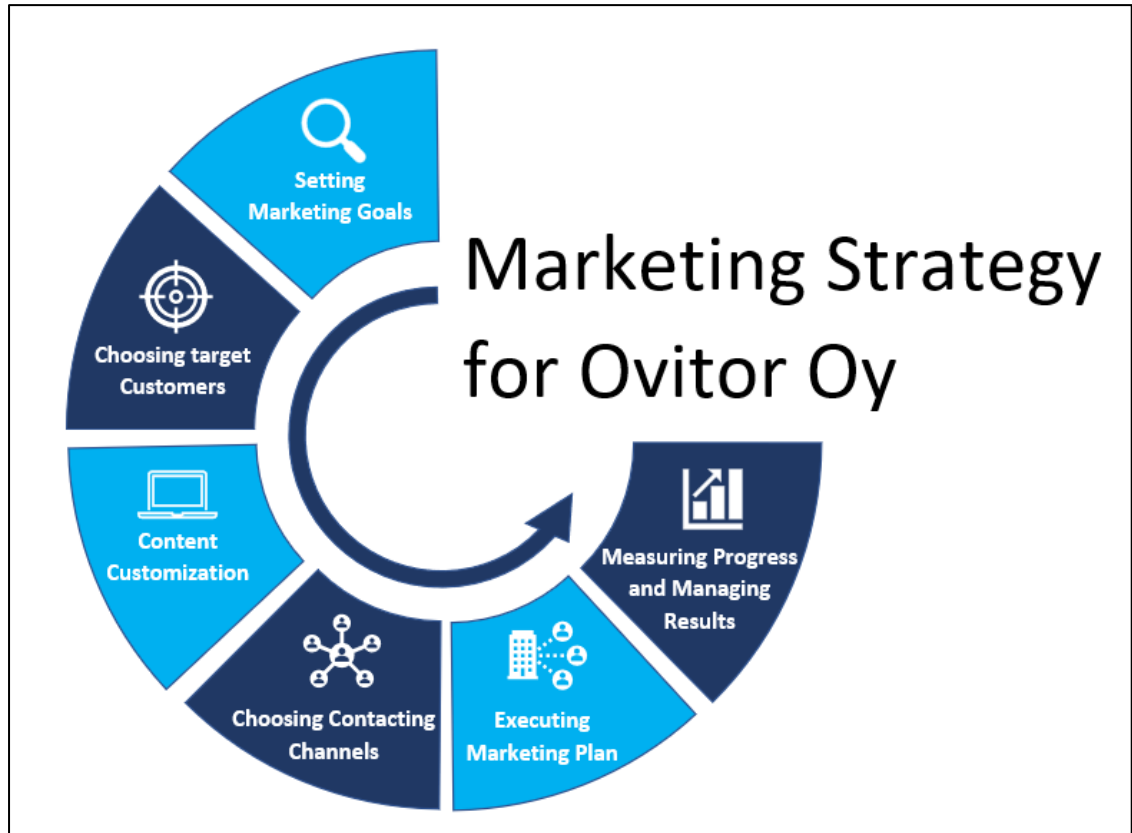 Marketing Strategy
for Ovitor Oy
Setting
Marketing Goals
Choosing target
Customers
Content
Customization
Choosing Contacting
Channels
Executing
Marketing Plan
Measuring Progress
and Managing
Results